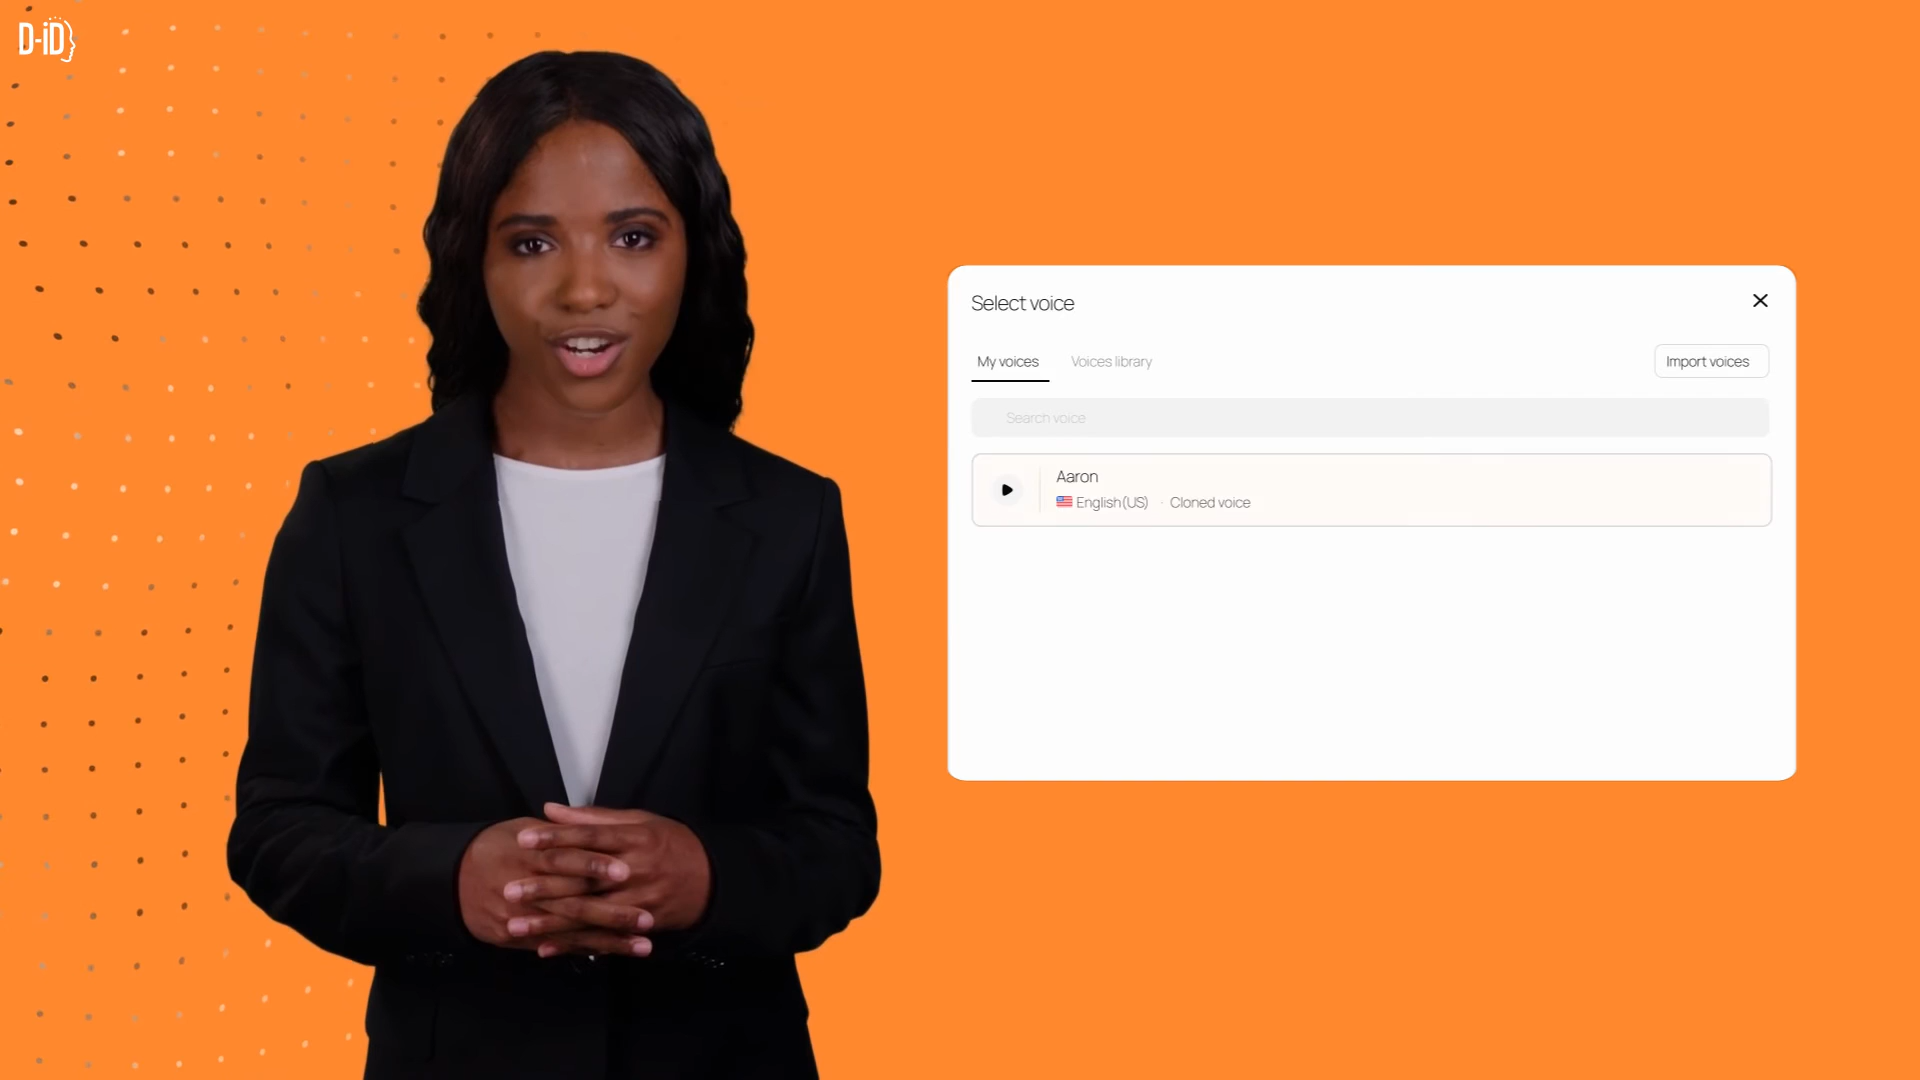 D-iD
Select voice
My voices
Voices library
Import voices
Search voice
Aaron
English(US) · Cloned voice